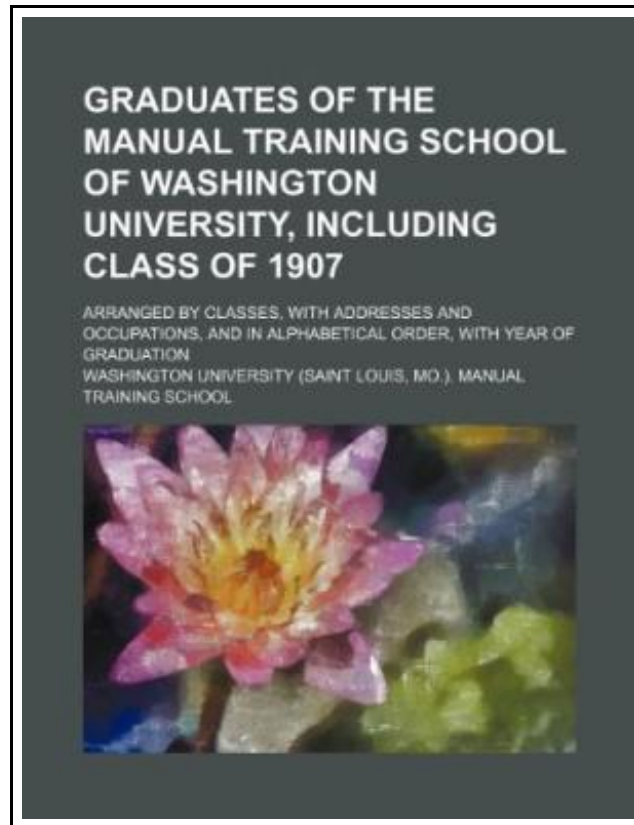 GRADUATES OF THE
MANUAL TRAINING SCHOOL
OF WASHINGTON
UNIVERSITY, INCLUDING
CLASS OF 1907
ARRANGED BY CLASSES, WITH ADDRESSES AND
OCCUPATIONS, AND IN ALPHABETICAL ORDER, WITH YEAR OF
GRADUATION
WASHINGTON UNIVERSITY (SAINT LOUIS, MO.). MANUAL
TRAINING SCHOOL